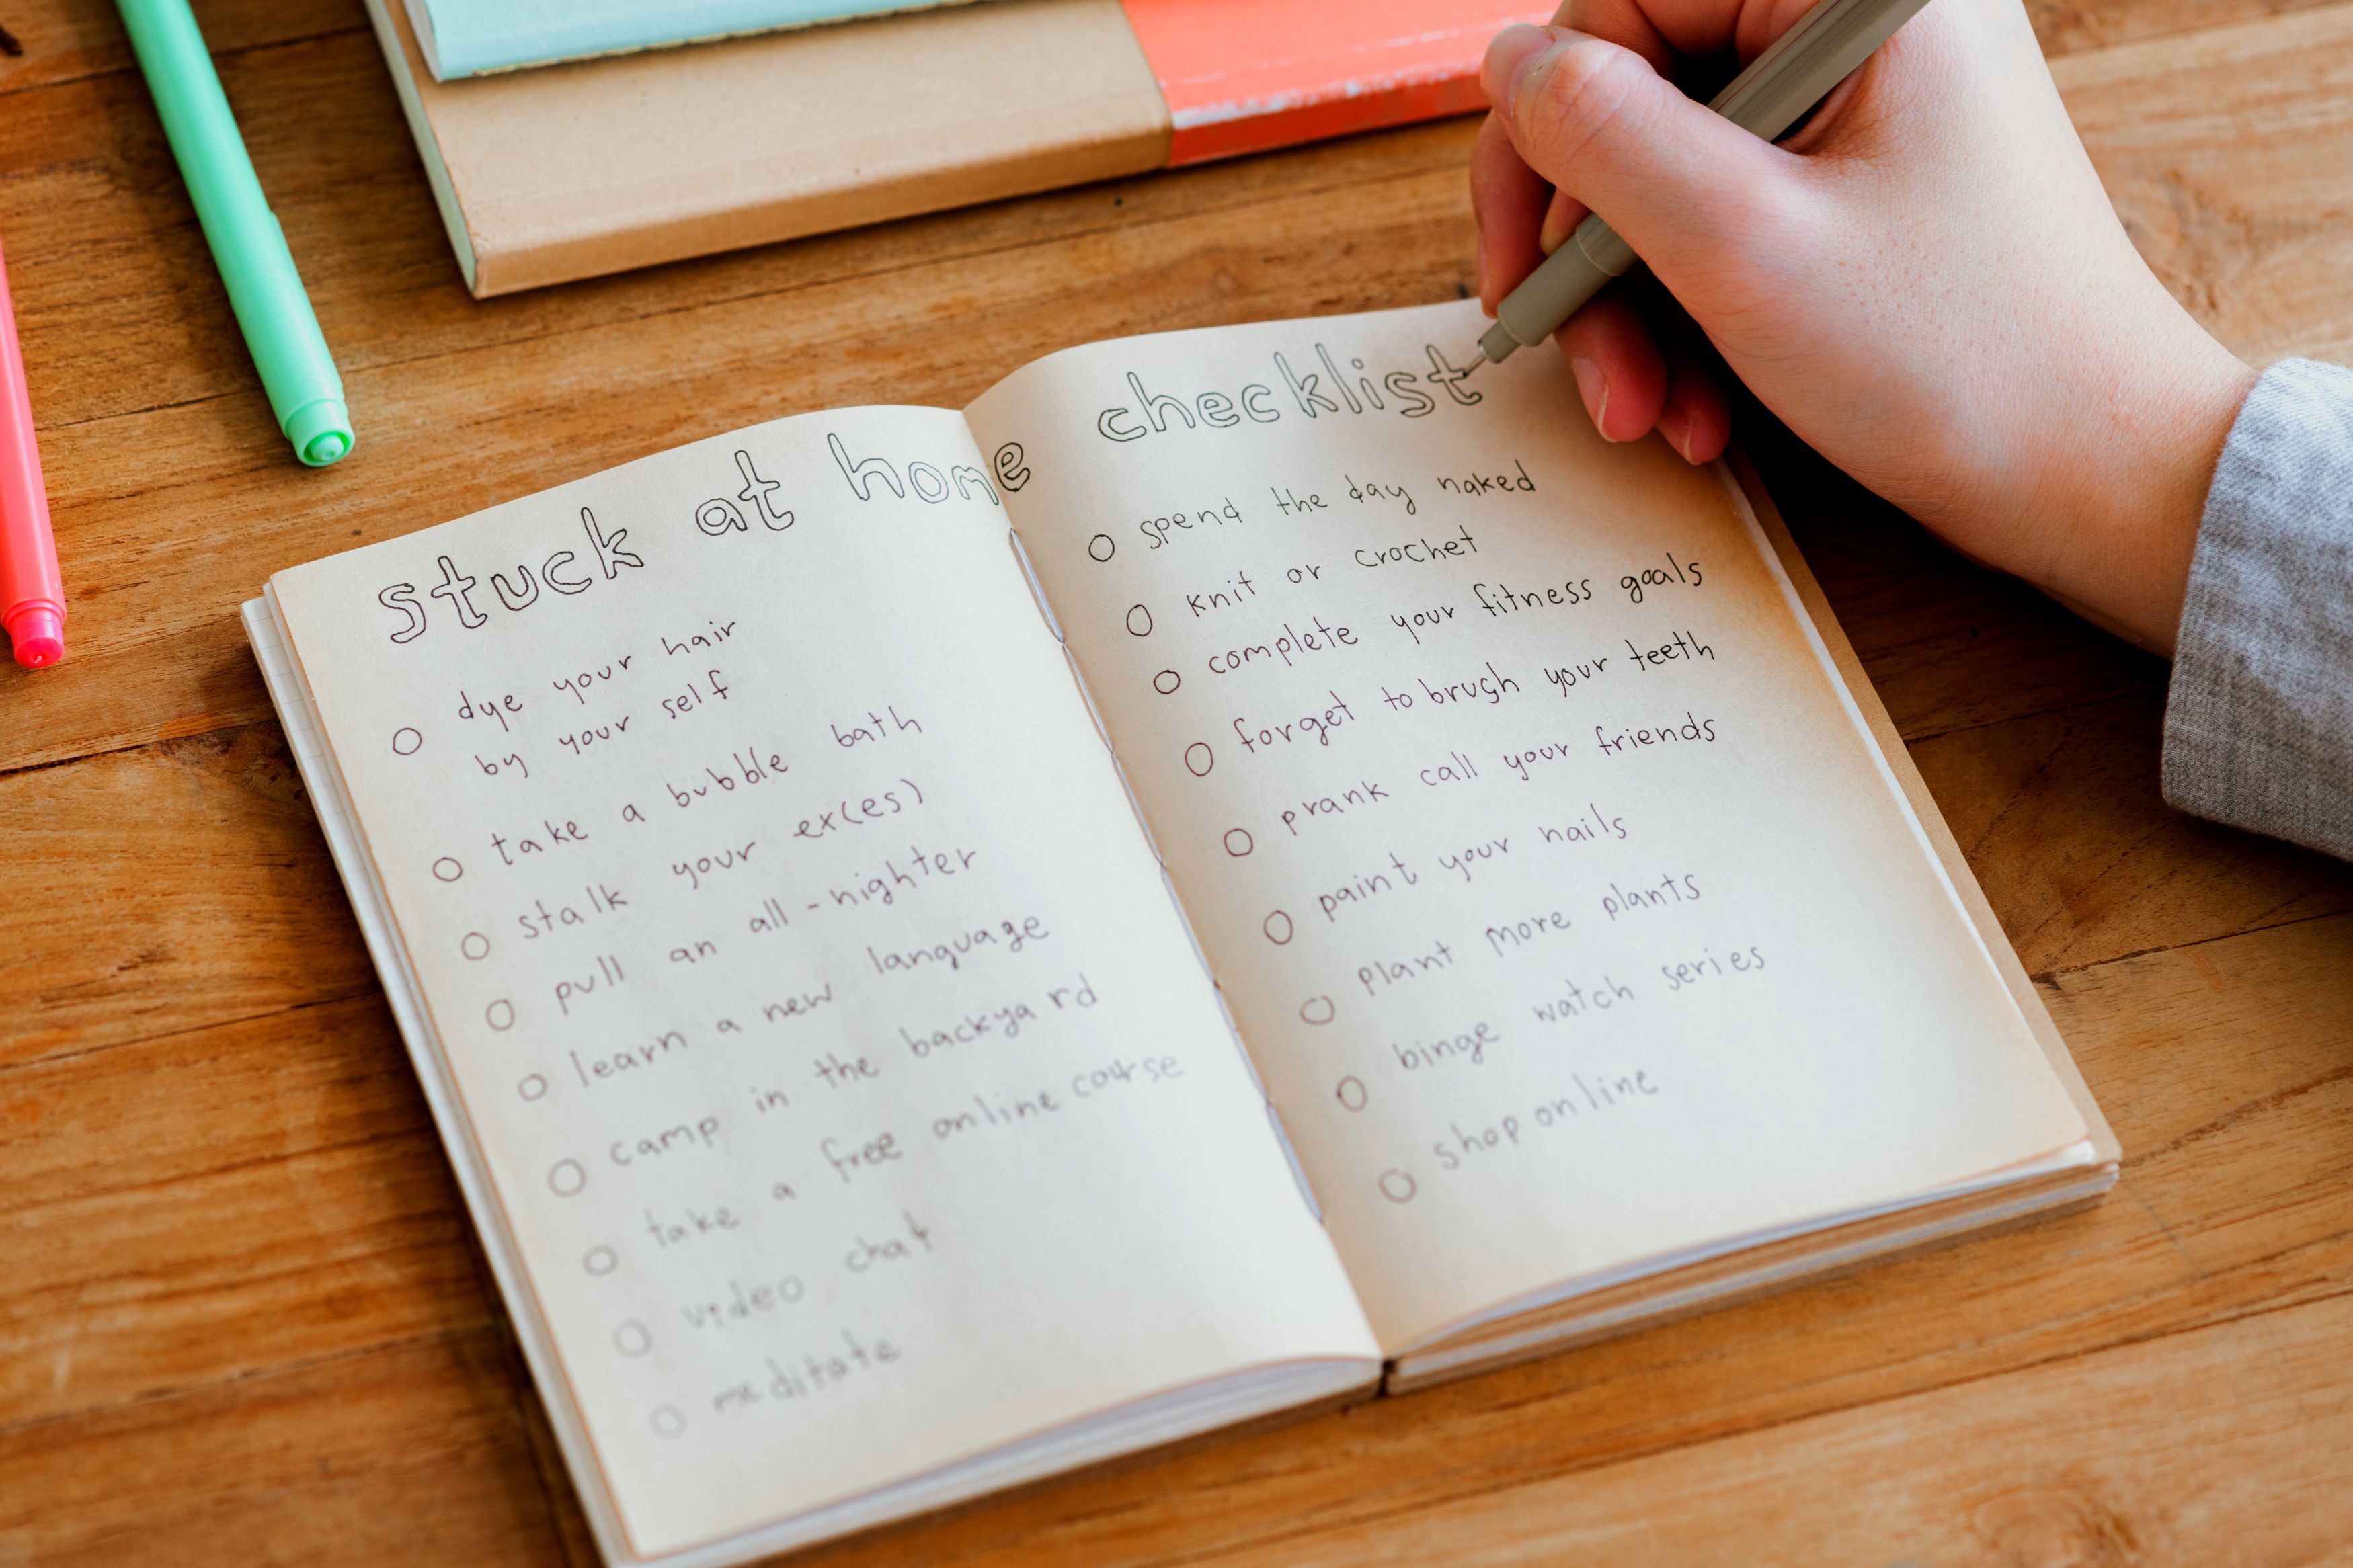 stuck at home checklist
dye your hair
by your self
take a bubble bath
stalk your ex(es)
pull an all-nighter
learn a new language
camp in the backyard
take a free online course
video chat
meditate
spend the day naked
knit or crochet
complete your fitness goals
forget to brush your teeth
prank call your friends
paint your nails
plant more plants
binge watch series
shop online